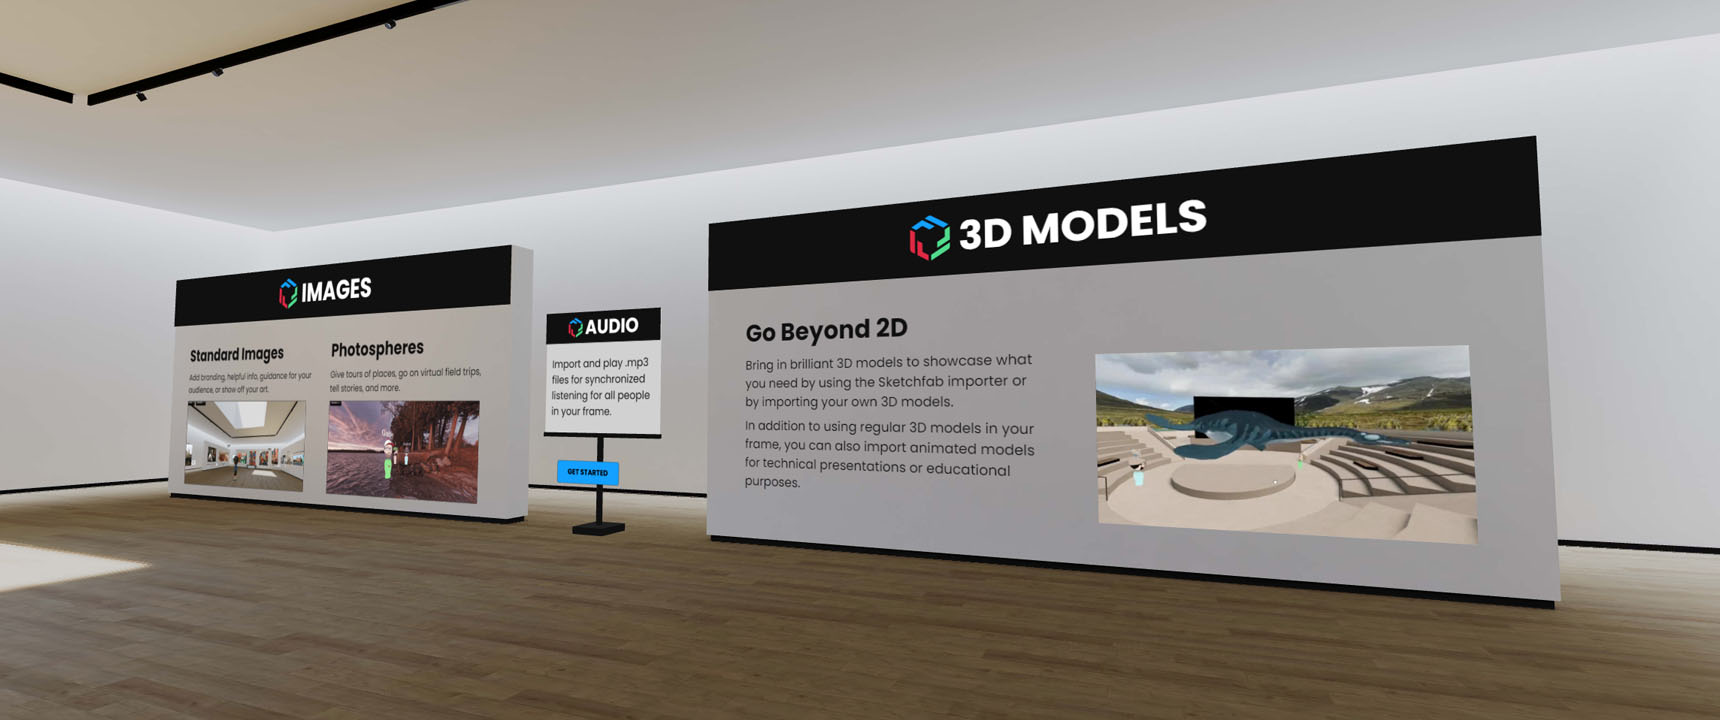 IMAGES
Standard Images
Add branding, helpful info, guidance for your
audience, or show off your art.
Photospheres
Give tours of places, go on virtual field trips,
tell stories, and more.
AUDIO
Import and play .mp3
files for synchronized
listening for all people
in your frame.
GET STARTED
3D MODELS
Go Beyond 2D
Bring in brilliant 3D models to showcase what
you need by using the Sketchfab importer or
by importing your own 3D models.
In addition to using regular 3D models in your
frame, you can also import animated models
for technical presentations or educational
purposes.